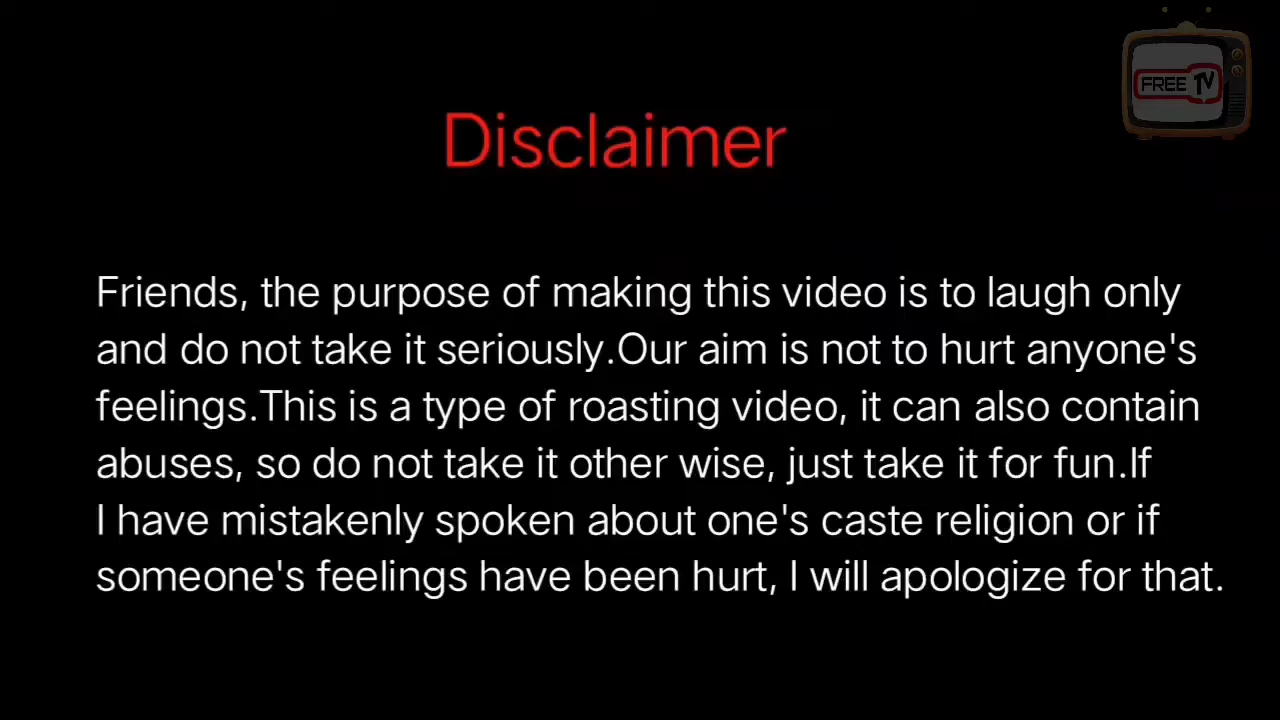 FREE TV
Disclaimer
Friends, the purpose of making this video is to laugh only
and do not take it seriously.Our aim is not to hurt anyone's
feelings.This is a type of roasting video, it can also contain
abuses, so do not take it other wise, just take it for fun.If
I have mistakenly spoken about one's caste religion or if
someone's feelings have been hurt, I will apologize for that.